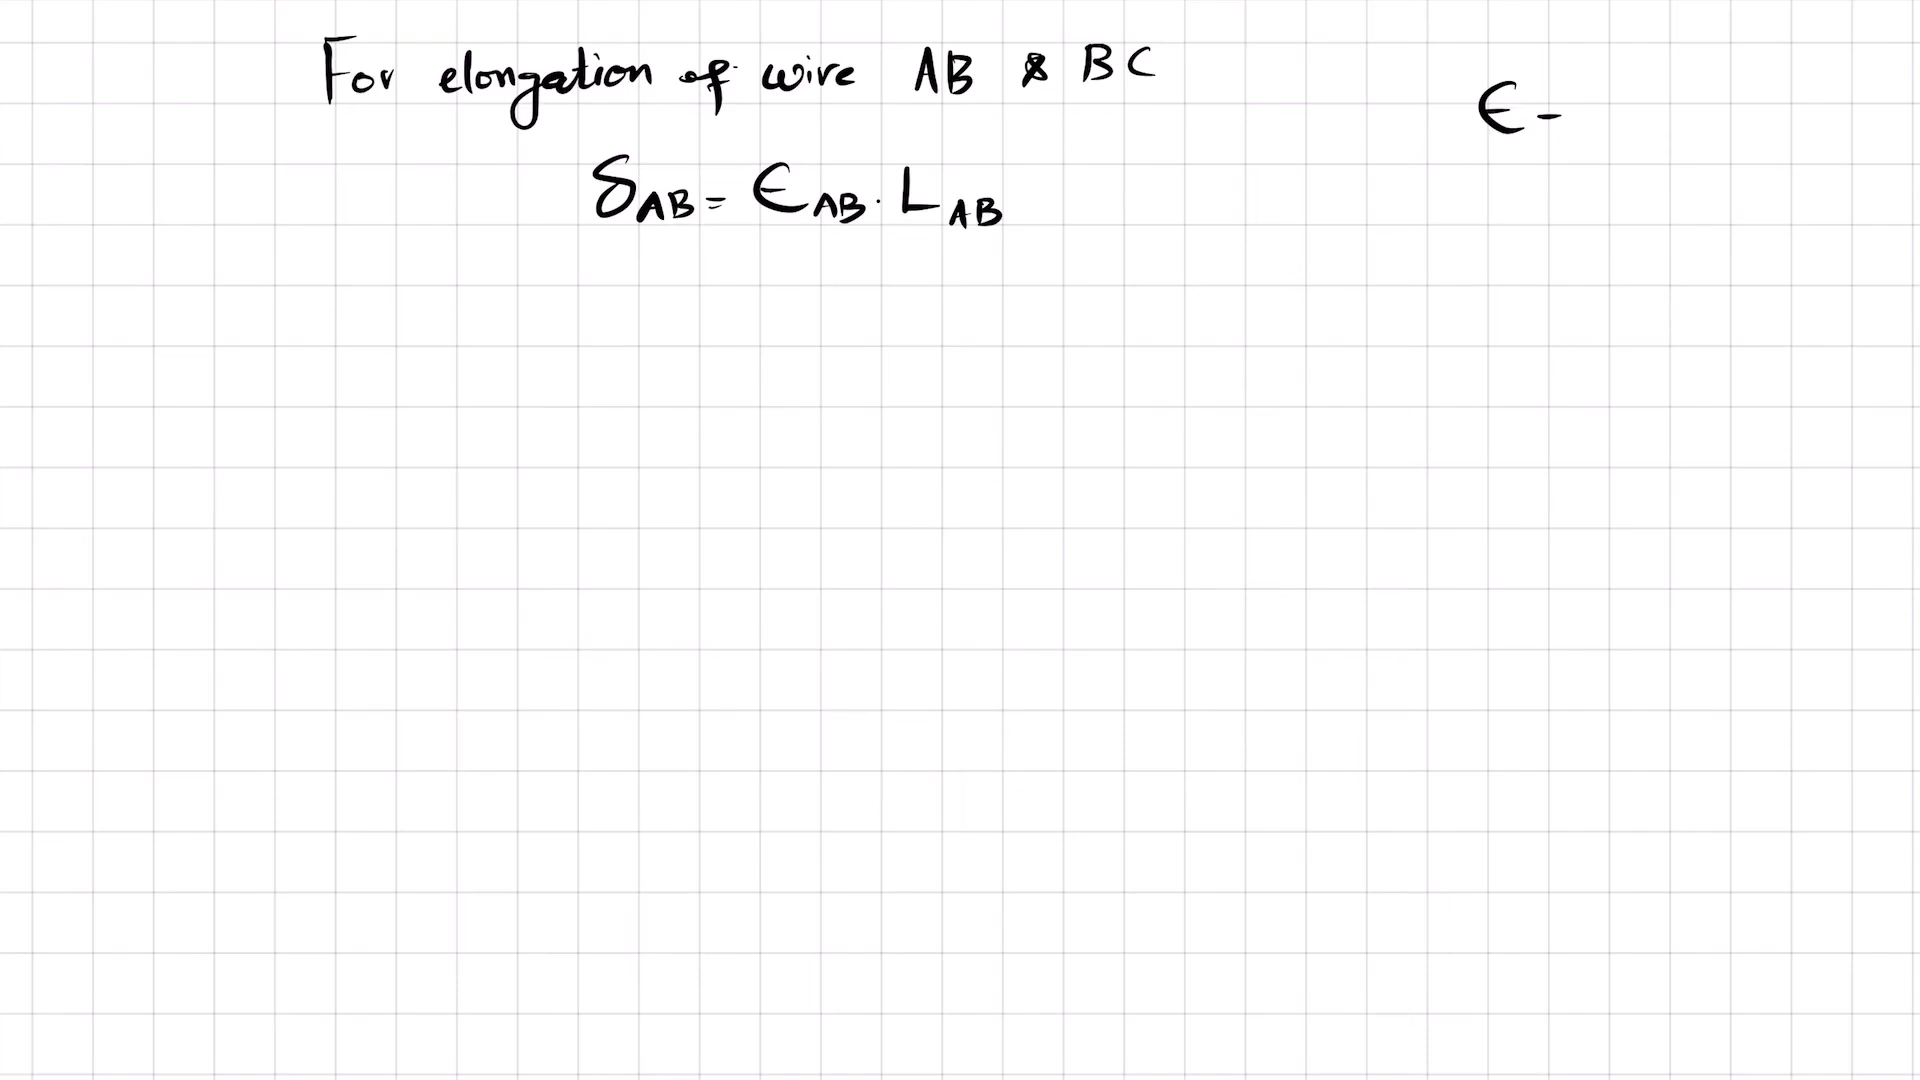 For elongation of wire AB & BC
ϵ -
δAB = ϵAB · LAB